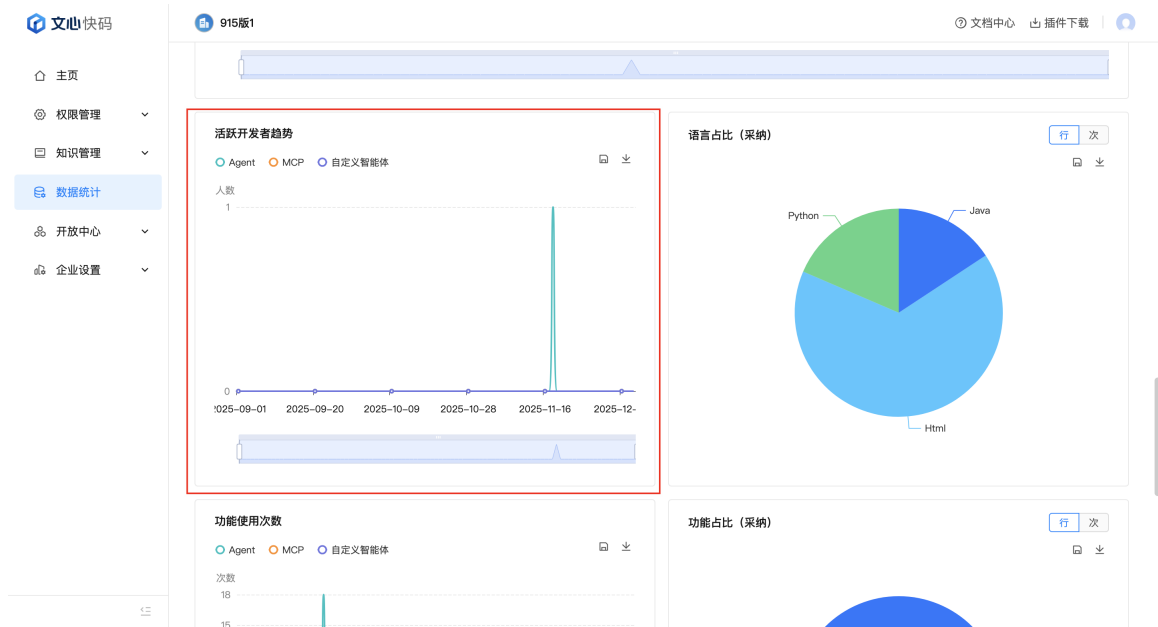 文心快码
915版1
文档中心
插件下载
主页
权限管理
知识管理
数据统计
开放中心
企业设置
活跃开发者趋势
Agent
MCP
自定义智能体
人数
1
0
2025-09-01
2025-09-20
2025-10-09
2025-10-28
2025-11-16
2025-12-
语言占比（采纳）
行
次
Python
Java
Html
功能使用次数
Agent
MCP
自定义智能体
次数
18
15
功能占比（采纳）
行
次